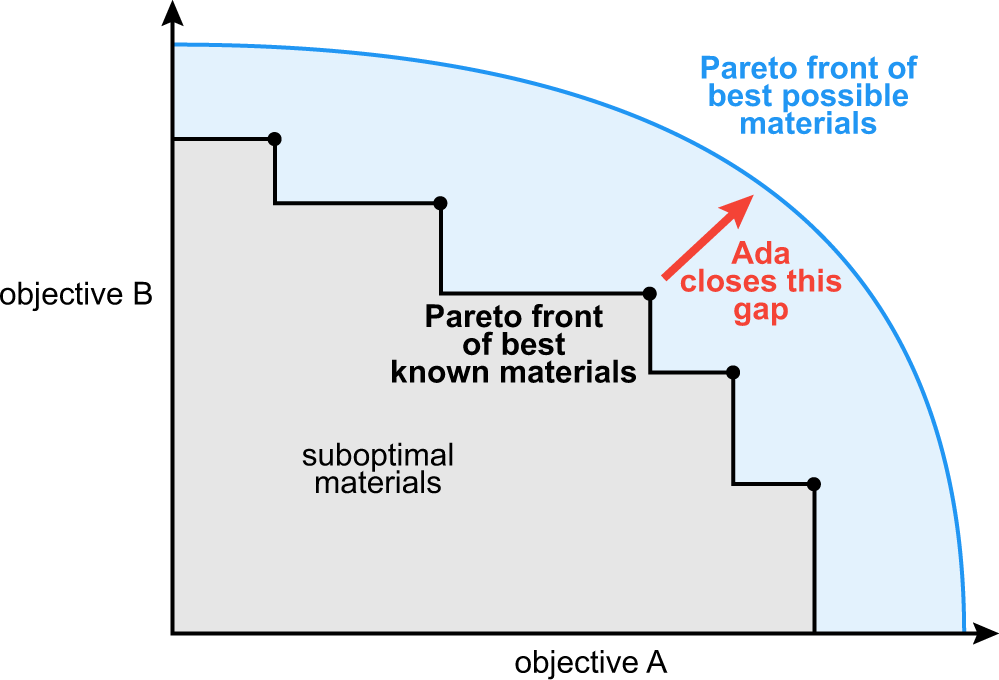 Pareto front of
best possible
materials
Ada
closes this
gap
objective B
Pareto front
of best
known materials
suboptimal
materials
objective A